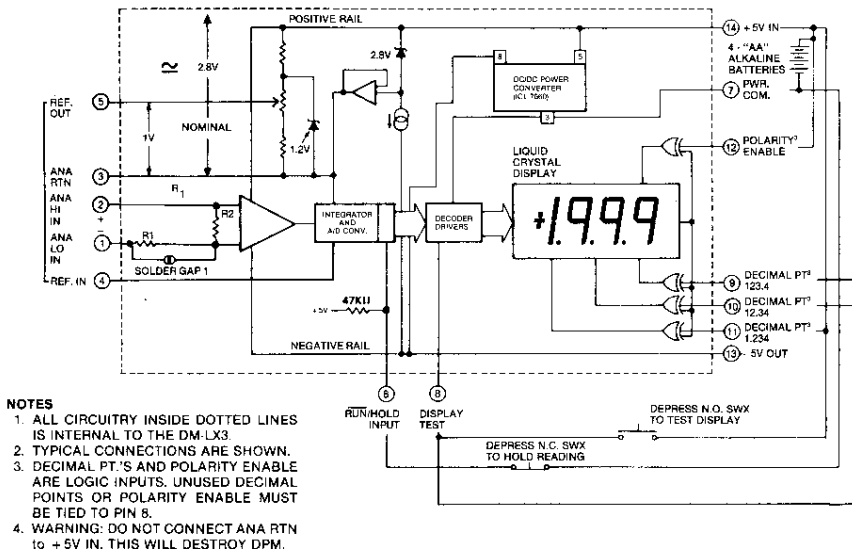 POSITIVE RAIL
14 +5V IN
4 - "AA"
ALKALINE
BATTERIES
7 PWR.
COM.
≃
2.8V
2.8V
8
5
DC/DC POWER
CONVERTER
(ICL 7660)
3
REF.
OUT
5
1V
NOMINAL
1.2V
12 POLARITY³
ENABLE
LIQUID
CRYSTAL
DISPLAY
ANA
RTN
3
R1
ANA
HI
IN
2
R2
+
-
ANA
LO
IN
1
R1
SOLDER GAP 1
REF. IN 4
INTEGRATOR
AND
A/D CONV.
DECODER
DRIVERS
+1.9.9.9
9 DECIMAL PT³
123.4
10 DECIMAL PT³
12.34
11 DECIMAL PT³
1.234
+5V
47KΩ
NEGATIVE RAIL
13 - 5V OUT
6
8
RUN/HOLD
INPUT
DISPLAY
TEST
DEPRESS N.O. SWX
TO TEST DISPLAY
DEPRESS N.C. SWX
TO HOLD READING
NOTES
1. ALL CIRCUITRY INSIDE DOTTED LINES
IS INTERNAL TO THE DM-LX3.
2. TYPICAL CONNECTIONS ARE SHOWN.
3. DECIMAL PT.'S AND POLARITY ENABLE
ARE LOGIC INPUTS. UNUSED DECIMAL
POINTS OR POLARITY ENABLE MUST
BE TIED TO PIN 8.
4. WARNING: DO NOT CONNECT ANA RTN
to +5V IN. THIS WILL DESTROY DPM.